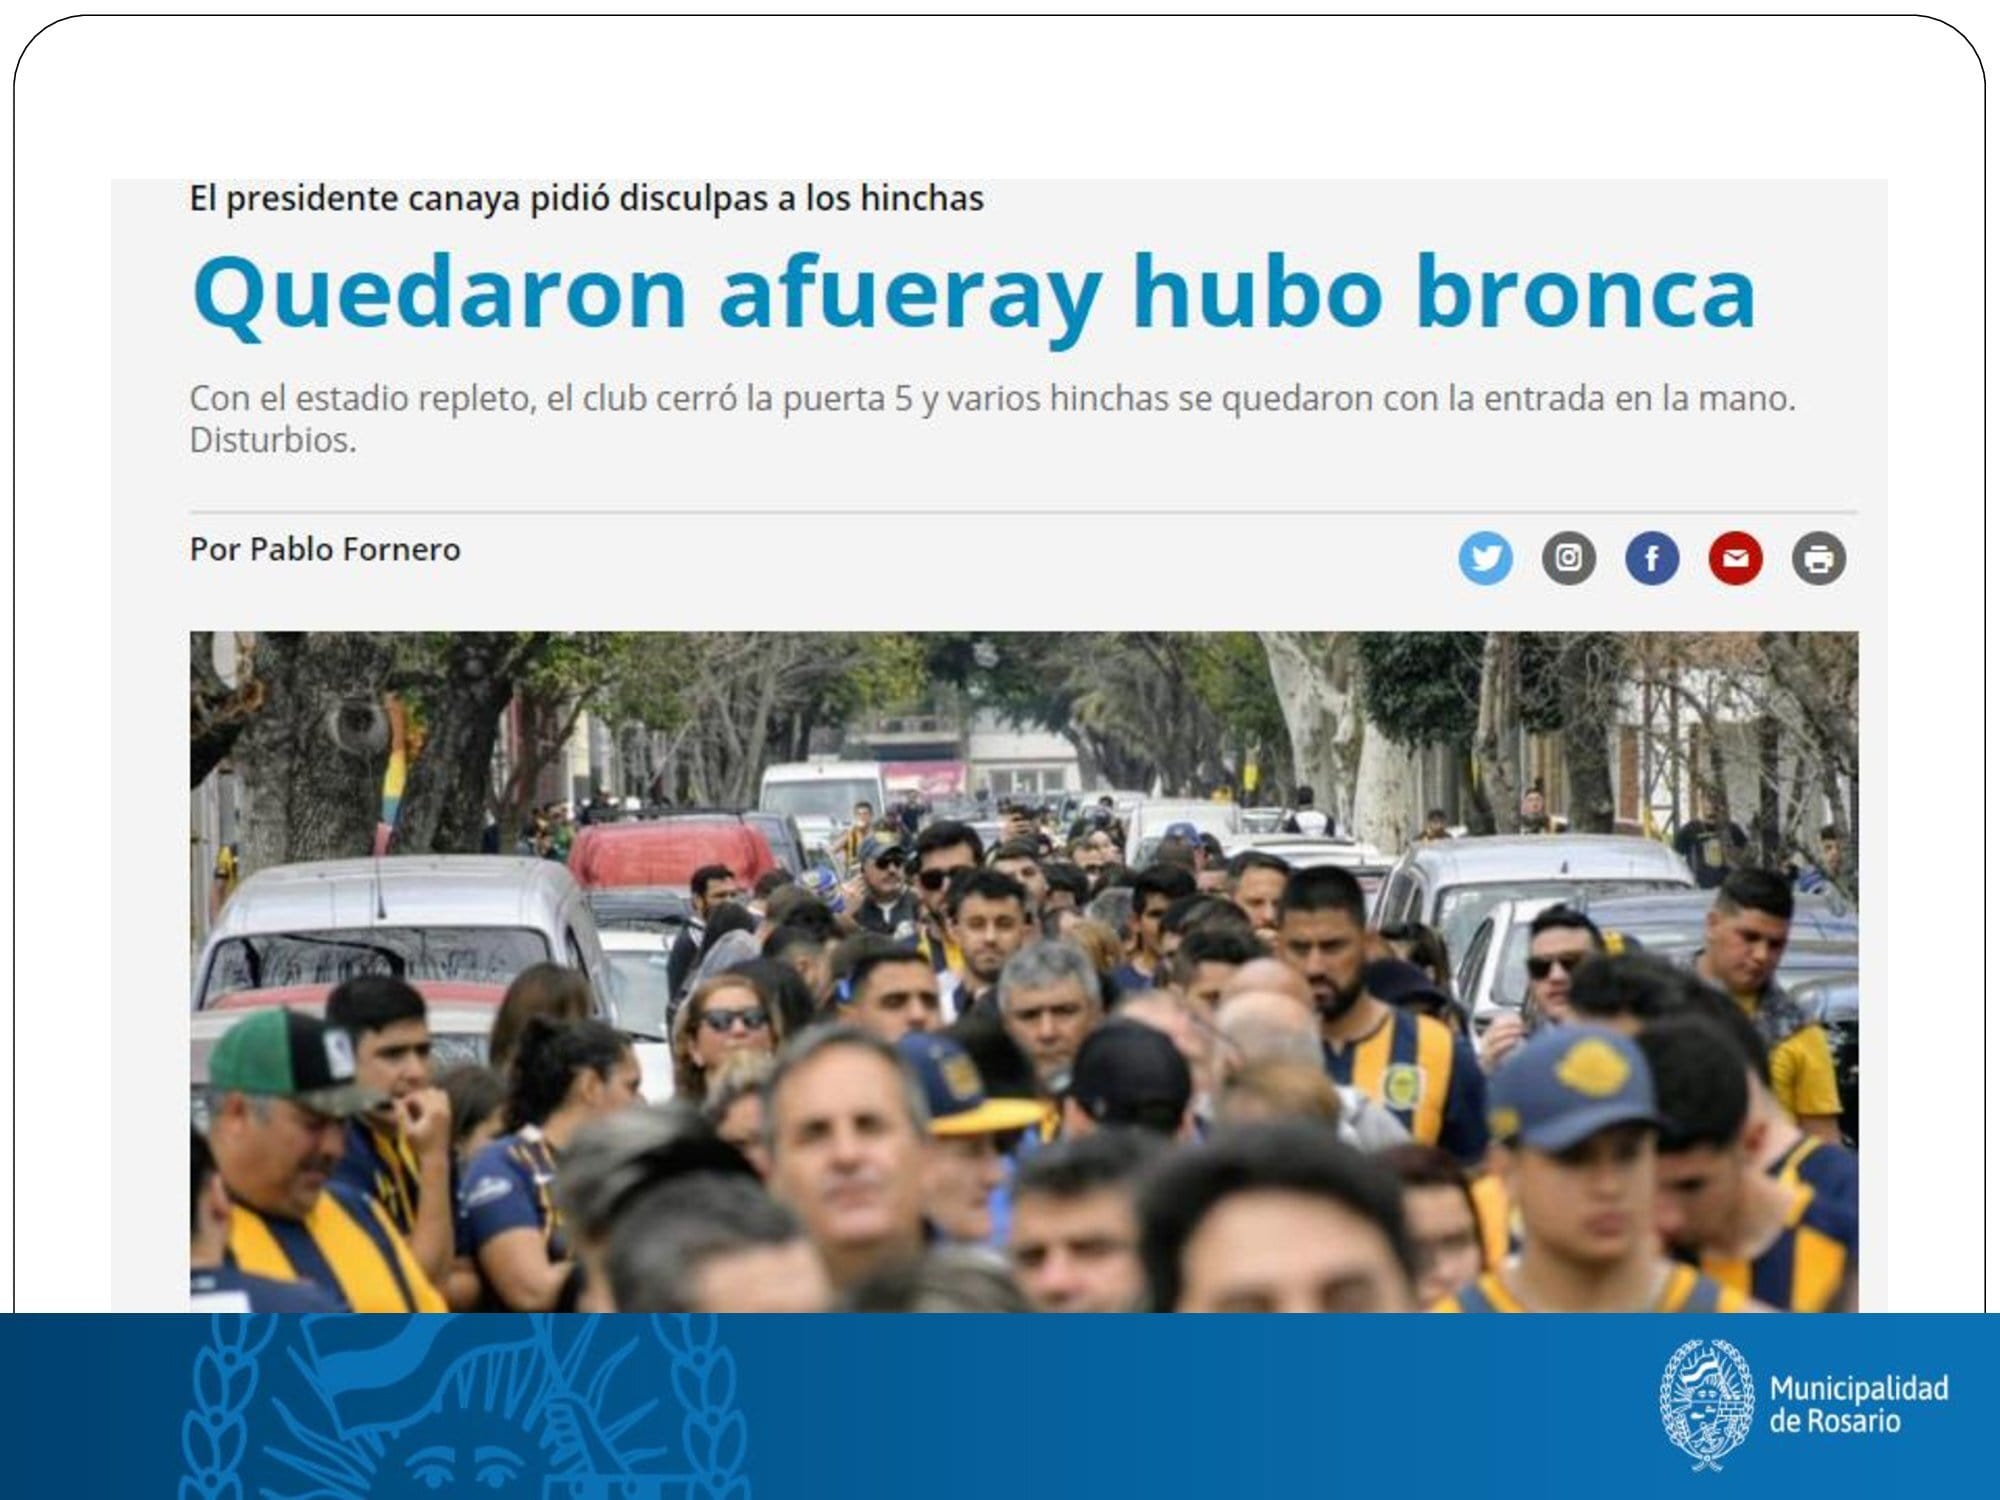 El presidente canaya pidió disculpas a los hinchas
Quedaron afueray hubo bronca
Con el estadio repleto, el club cerró la puerta 5 y varios hinchas se quedaron con la entrada en la mano.
Disturbios.
Por Pablo Fornero
Municipalidad
de Rosario